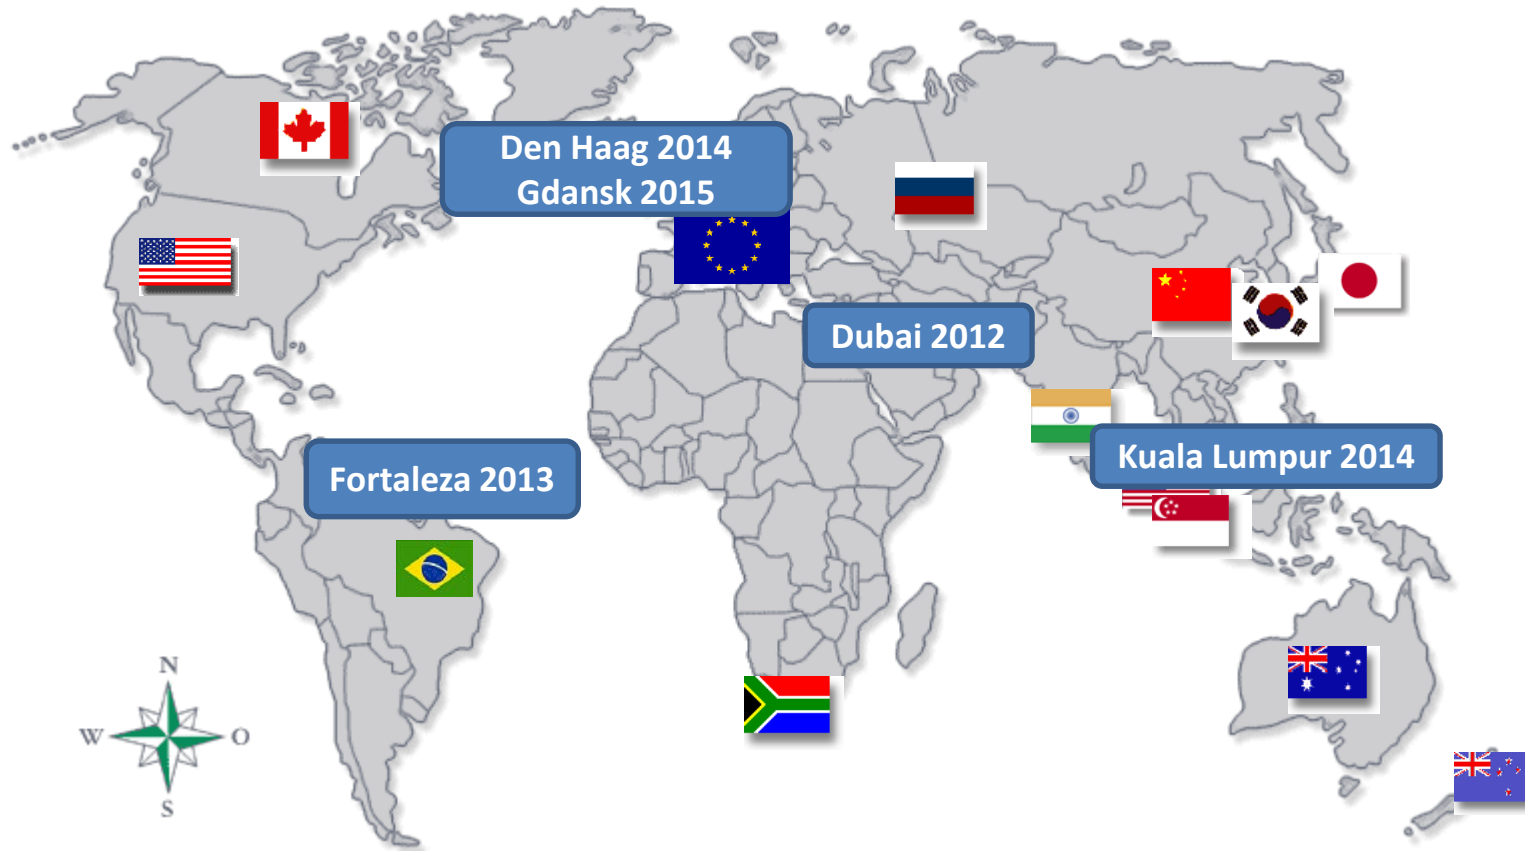 Den Haag 2014
Gdansk 2015
Dubai 2012
Kuala Lumpur 2014
Fortaleza 2013
N
W
O
S